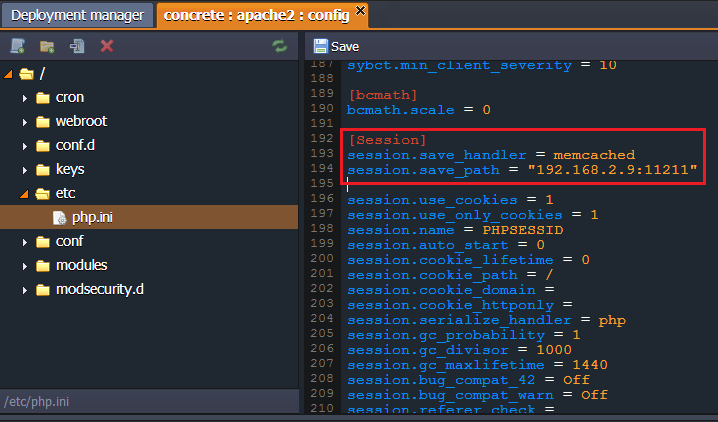 Deployment manager
concrete : apache2 : config
Save
/
cron
webroot
conf.d
keys
etc
php.ini
conf
modules
modsecurity.d
/etc/php.ini
187 sybct.min_client_severity = 10
188
189 [bcmath]
190 bcmath.scale = 0
191
192 [Session]
193 session.save_handler = memcached
194 session.save_path = "192.168.2.9:11211"
195
196 session.use_cookies = 1
197 session.use_only_cookies = 1
198 session.name = PHPSESSID
199 session.auto_start = 0
200 session.cookie_lifetime = 0
201 session.cookie_path = /
202 session.cookie_domain =
203 session.cookie_httponly =
204 session.serialize_handler = php
205 session.gc_probability = 1
206 session.gc_divisor = 1000
207 session.gc_maxlifetime = 1440
208 session.bug_compat_42 = Off
209 session.bug_compat_warn = Off
210 session.referer_check =